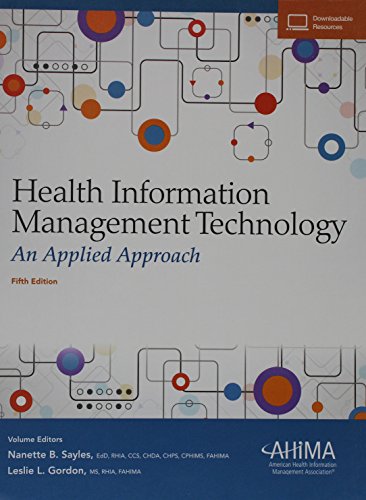 Downloadable
Resources
Health Information
Management Technology
An Applied Approach
Fifth Edition
Volume Editors
Nanette B. Sayles, EdD, RHIA, CCS, CHDA, CHPS, CPHIMS, FAHIMA
Leslie L. Gordon, MS, RHIA, FAHIMA
AHiMA
American Health Information
Management Association®